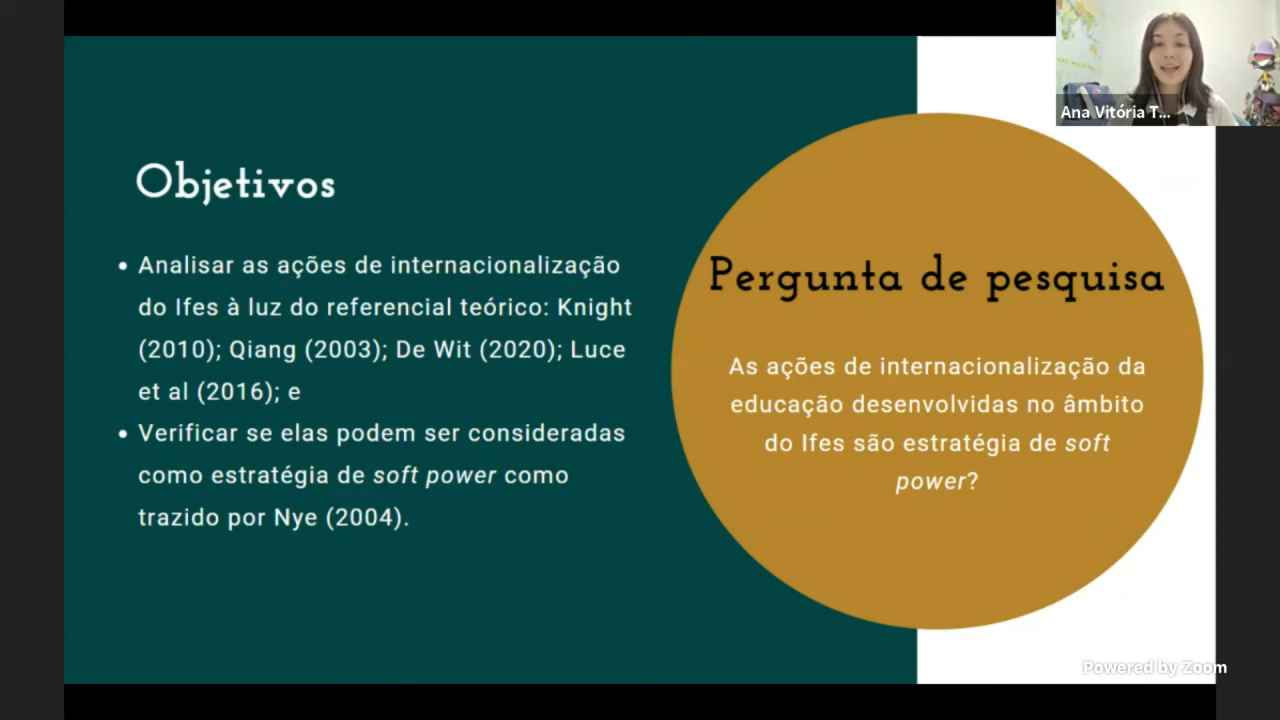 Objetivos
• Analisar as ações de internacionalização
do Ifes à luz do referencial teórico: Knight
(2010); Qiang (2003); De Wit (2020); Luce
et al (2016); e
• Verificar se elas podem ser consideradas
como estratégia de soft power como
trazido por Nye (2004).
Pergunta de pesquisa
As ações de internacionalização da
educação desenvolvidas no âmbito
do Ifes são estratégia de soft
power?
Ana Vitória T...
Powered by Zoom